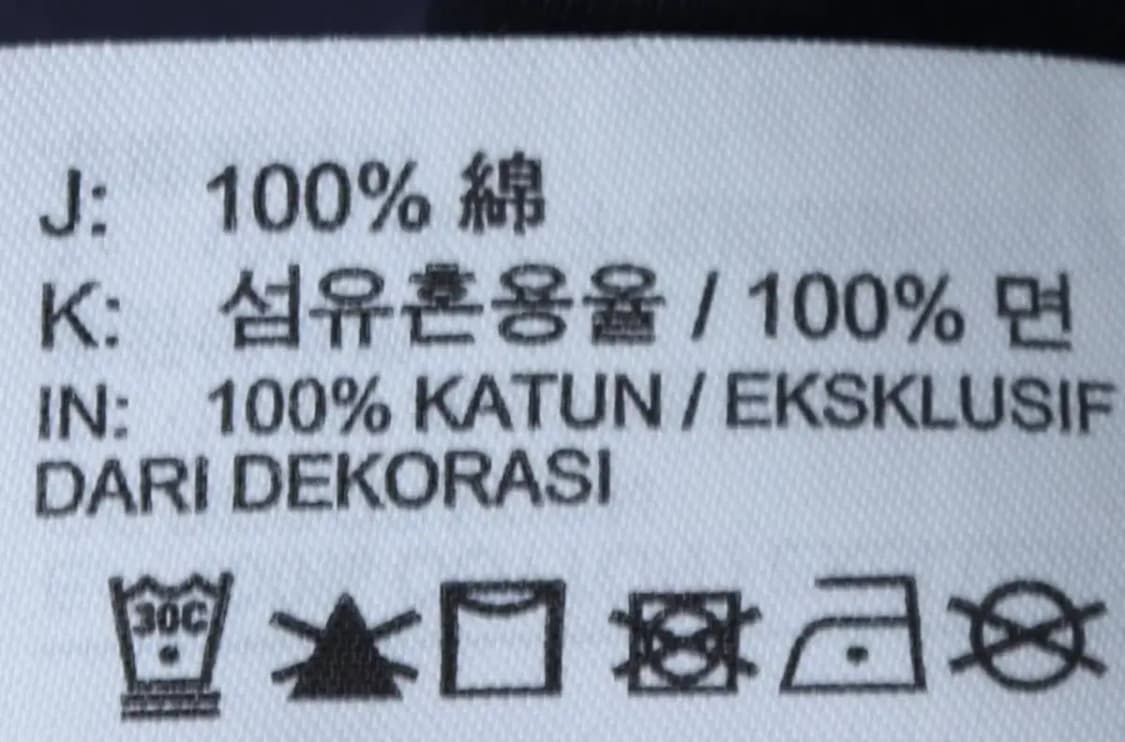 J: 100% 綿
K: 섬유혼용율 / 100% 면
IN: 100% KATUN / EKSKLUSIF
DARI DEKORASI
30C